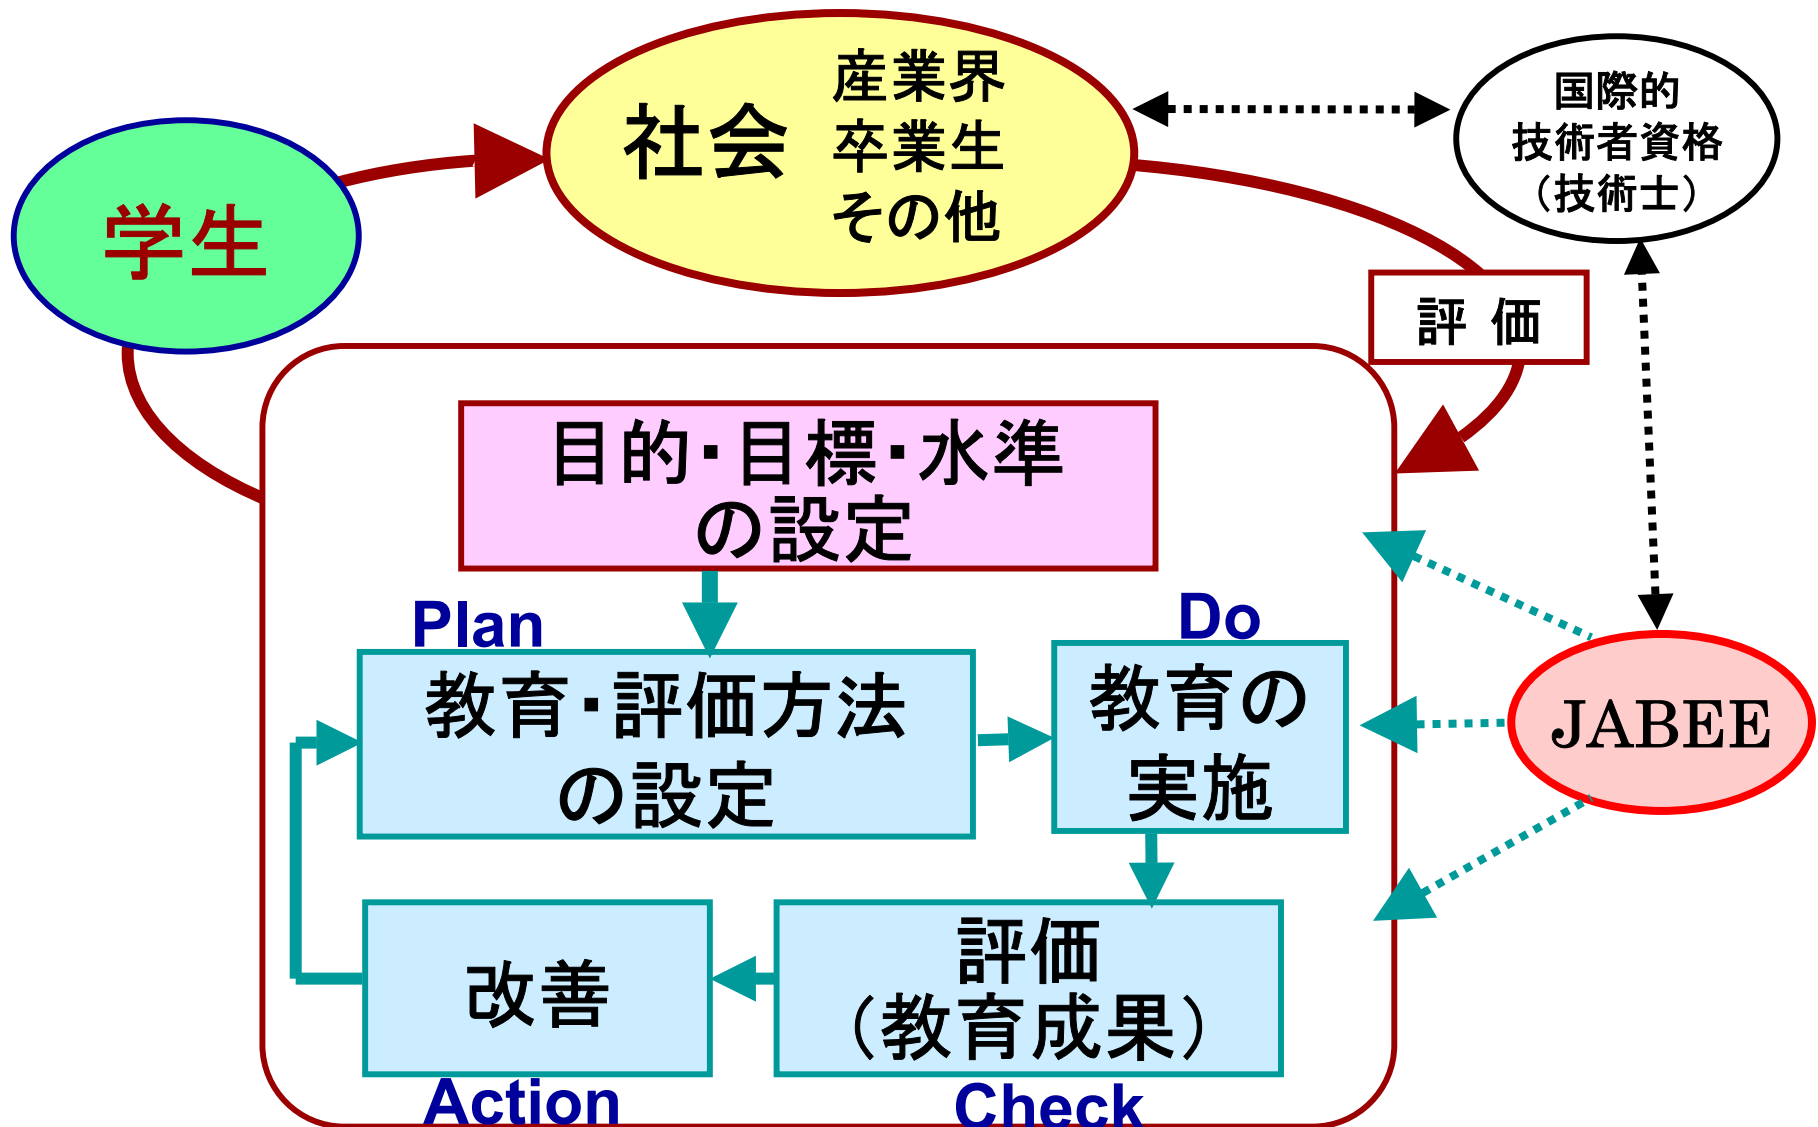 学生
社会
産業界
卒業生
その他
国際的
技術者資格
（技術士）
評 価
目的・目標・水準
の設定
Plan
教育・評価方法
の設定
Do
教育の
実施
JABEE
改善
Action
評価
（教育成果）
Check